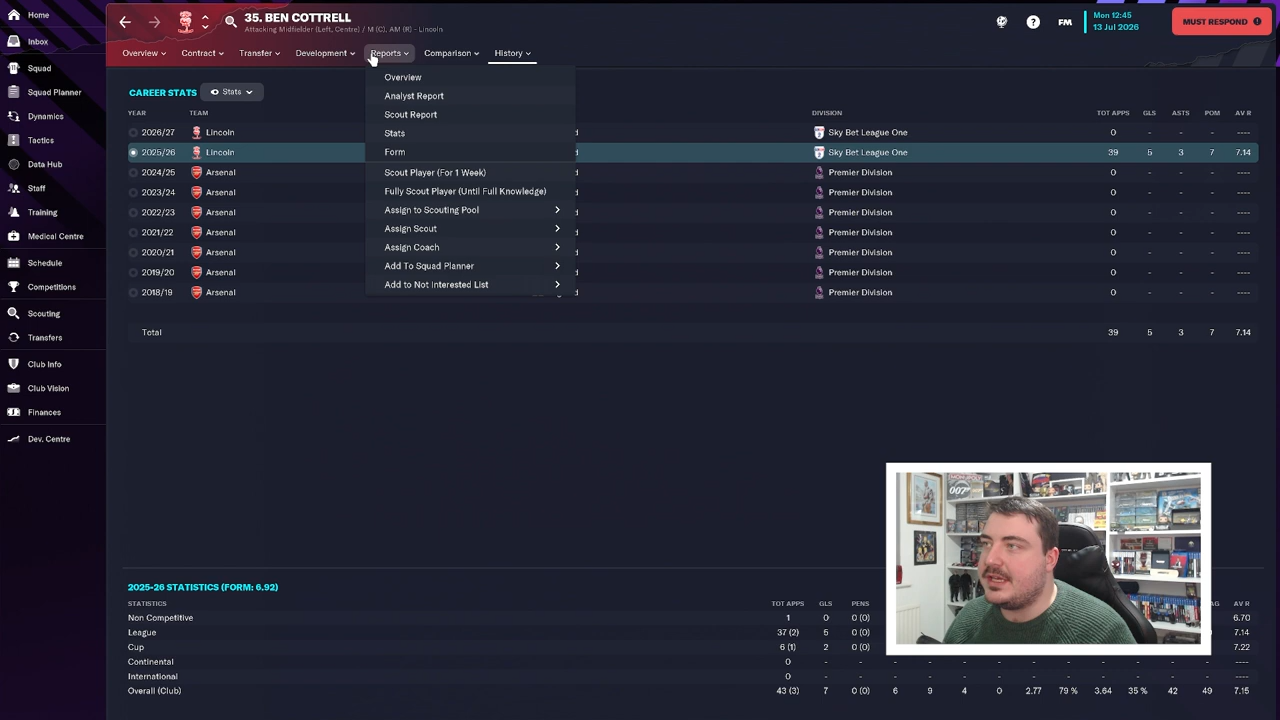 Home
Inbox
Squad
Squad Planner
Dynamics
Tactics
Data Hub
Staff
Training
Medical Centre
Schedule
Competitions
Scouting
Transfers
Club Info
Club Vision
Finances
Dev. Centre
35. BEN COTTRELL
Attacking Midfielder (Left, Centre) / M (C), AM (R) - Lincoln
FM
Mon 12:45
13 Jul 2026
MUST RESPOND
Overview Contract Transfer Development Reports Comparison History
Overview
Analyst Report
Scout Report
Stats
Form
Scout Player (For 1 Week)
Fully Scout Player (Until Full Knowledge)
Assign to Scouting Pool
Assign Scout
Assign Coach
Add To Squad Planner
Add to Not Interested List
CAREER STATS Stats
YEAR TEAM DIVISION TOT APPS GLS ASTS POM AV R
2026/27 Lincoln Sky Bet League One 0 - - - ----
2025/26 Lincoln Sky Bet League One 39 5 3 7 7.14
2024/25 Arsenal Premier Division 0 - - - ----
2023/24 Arsenal Premier Division 0 - - - ----
2022/23 Arsenal Premier Division 0 - - - ----
2021/22 Arsenal Premier Division 0 - - - ----
2020/21 Arsenal Premier Division 0 - - - ----
2019/20 Arsenal Premier Division 0 - - - ----
2018/19 Arsenal Premier Division 0 - - - ----
Total 39 5 3 7 7.14
2025-26 STATISTICS (FORM: 6.92)
STATISTICS TOT APPS GLS PENS AV R
Non Competitive 1 0 0 (0) 6.70
League 37 (2) 5 0 (0) 7.14
Cup 6 (1) 2 0 (0) 7.22
Continental 0 - - - - - - - - - - - ----
International 0 - - - - - - - - - - - ----
Overall (Club) 43 (3) 7 0 (0) 6 9 4 0 2.77 79 % 3.64 35 % 42 49 7.15
007